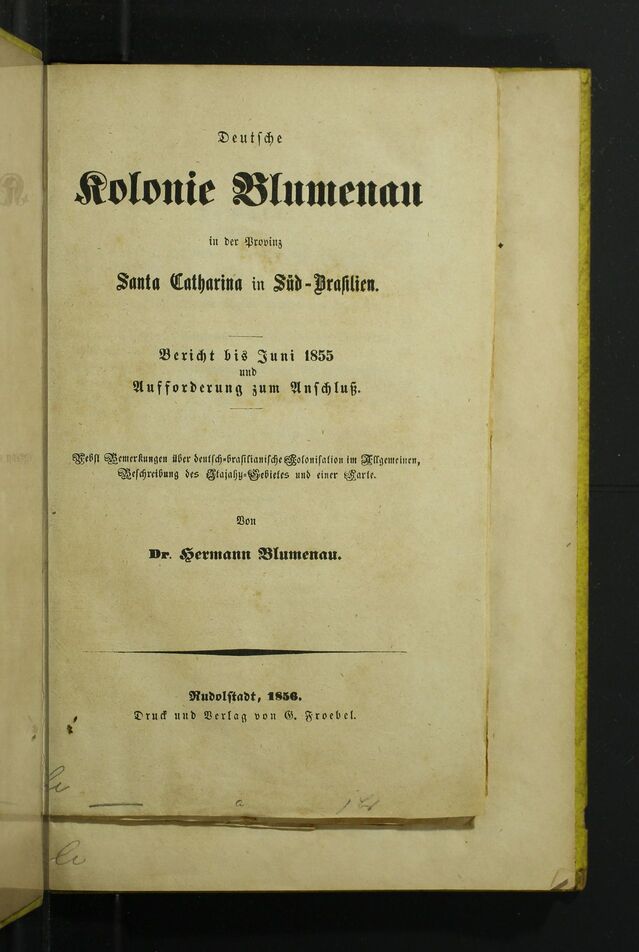 Deutsche
Kolonie Blumenau
in der Provinz
Santa Catharina in Süd-Brasilien.
Bericht bis Juni 1855
und
Aufforderung zum Anschluß.
Nebst Bemerkungen über deutsch-brasilianische Kolonisation im Allgemeinen,
Beschreibung des Itajahy-Gebietes und einer Karte.
Von
Dr. Hermann Blumenau.
Rudolstadt, 1856.
Druck und Verlag von G. Froebel.